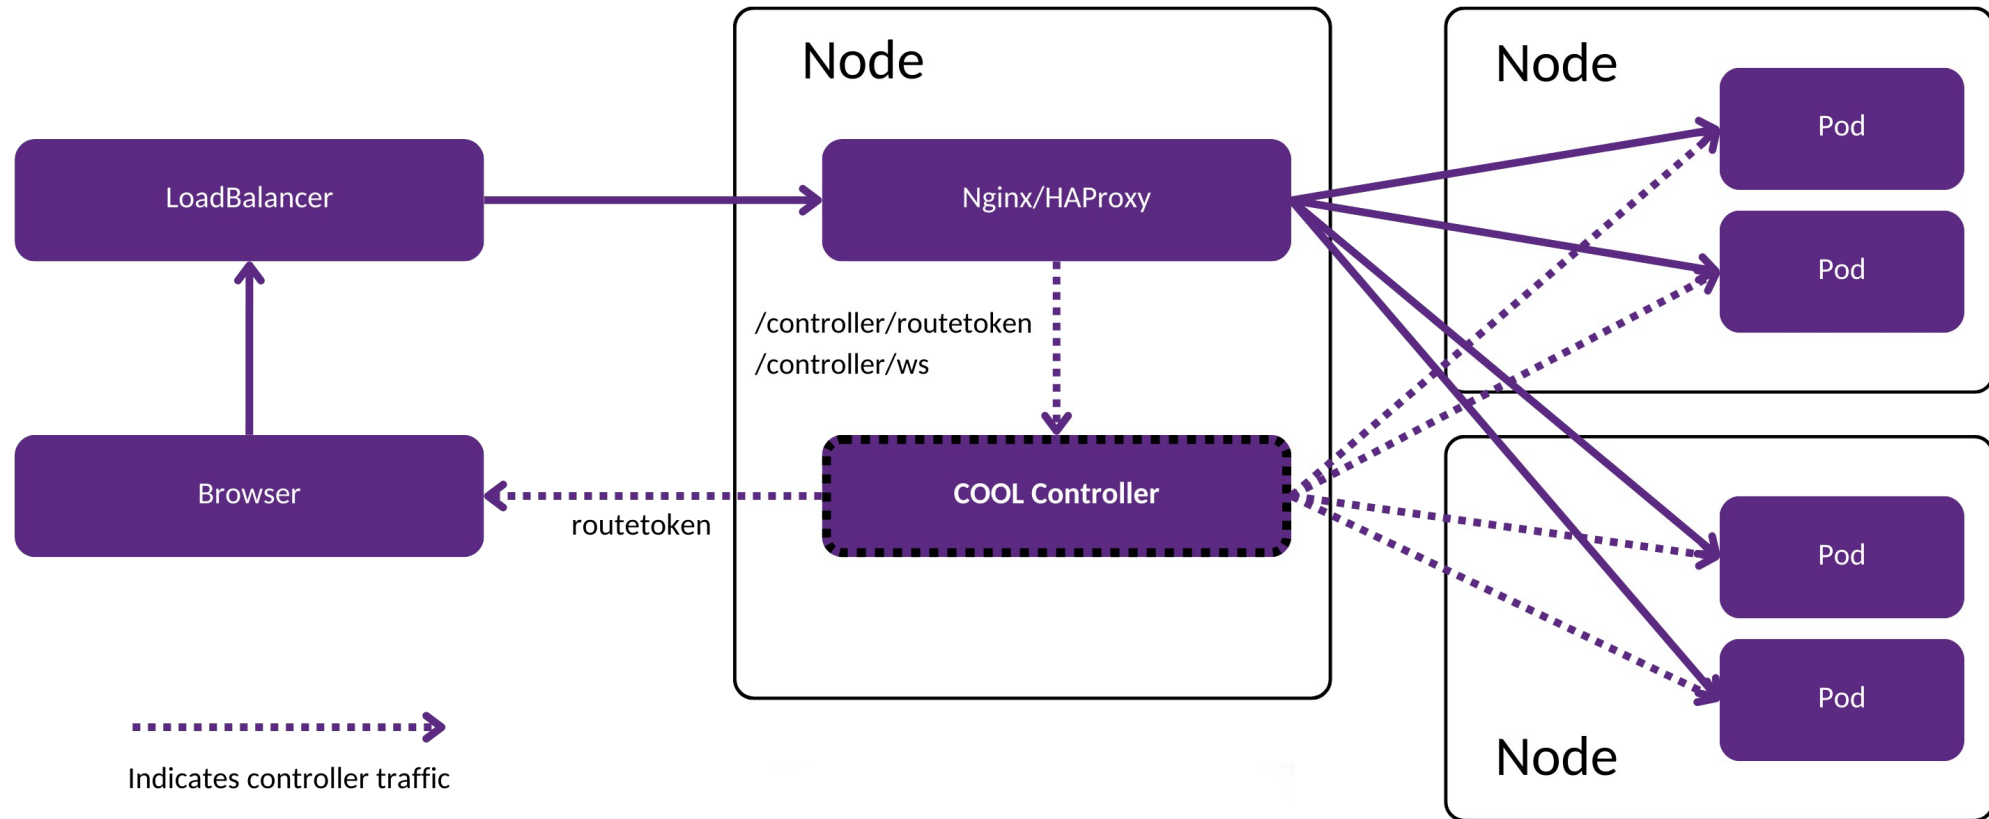 Node
Node
Pod
LoadBalancer
Nginx/HAProxy
Pod
/controller/routetoken
/controller/ws
Browser
COOL Controller
routetoken
Pod
Pod
Node
Indicates controller traffic